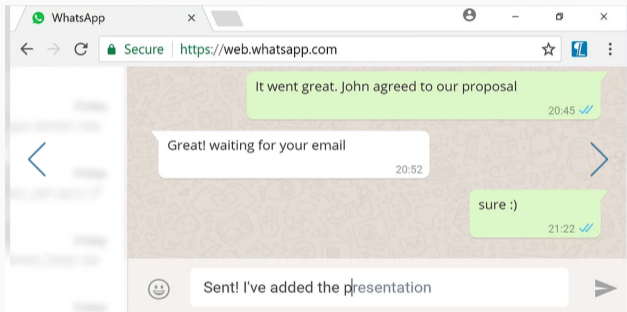 WhatsApp
Secure https://web.whatsapp.com
It went great. John agreed to our proposal
20:45
Great! waiting for your email
20:52
sure :)
21:22
Sent! I've added the presentation